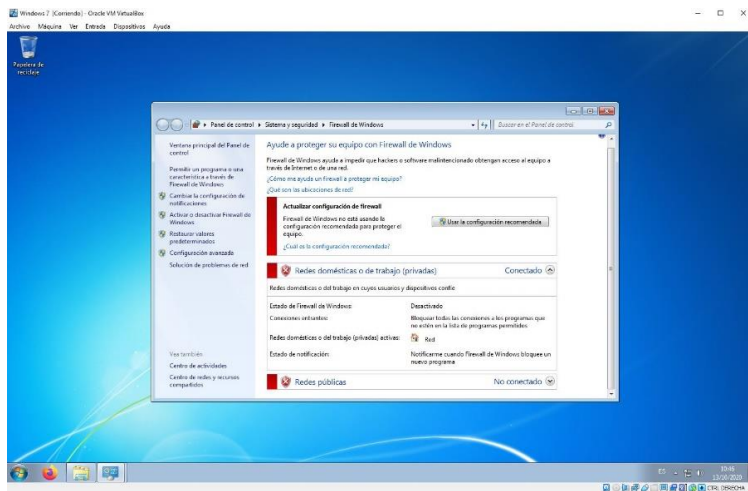 Windows 7 [Corriendo] - Oracle VM VirtualBox
Archivo Máquina Ver Entrada Dispositivos Ayuda
Papelera de
reciclaje
Panel de control ▸ Sistema y seguridad ▸ Firewall de Windows
Buscar en el Panel de control
Ventana principal del Panel de
control
Permitir un programa o una
característica a través de
Firewall de Windows
Cambiar la configuración de
notificaciones
Activar o desactivar Firewall de
Windows
Restaurar valores
predeterminados
Configuración avanzada
Solución de problemas de red
Vea también
Centro de actividades
Centro de redes y recursos
compartidos
Ayude a proteger su equipo con Firewall de Windows
Firewall de Windows ayuda a impedir que hackers o software malintencionado obtengan acceso al equipo a
través de Internet o de una red.
¿Cómo me ayuda un firewall a proteger mi equipo?
¿Qué son las ubicaciones de red?
Actualizar configuración de firewall
Firewall de Windows no está usando la
configuración recomendada para proteger el
equipo.
¿Cuál es la configuración recomendada?
Usar la configuración recomendada
Redes domésticas o de trabajo (privadas) Conectado
Redes domésticas o del trabajo en cuyos usuarios y dispositivos confíe
Estado de Firewall de Windows: Desactivado
Conexiones entrantes: Bloquear todas las conexiones a los programas que
no estén en la lista de programas permitidos
Redes domésticas o del trabajo (privadas) activas: Red
Estado de notificación: Notificarme cuando Firewall de Windows bloquee un
nuevo programa
Redes públicas No conectado
ES
13/10/2020
CTRL DERECHA